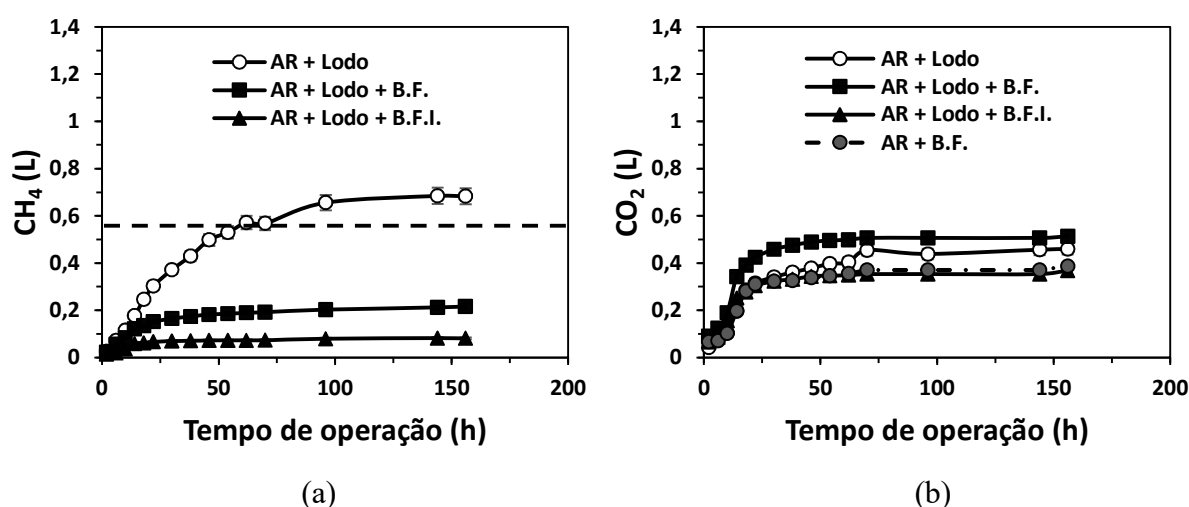 1,4
1,2
1
0,8
0,6
0,4
0,2
0
CH₄ (L)
AR + Lodo
AR + Lodo + B.F.
AR + Lodo + B.F.I.
0 50 100 150 200
Tempo de operação (h)
(a)
1,4
1,2
1
0,8
0,6
0,4
0,2
0
CO₂ (L)
AR + Lodo
AR + Lodo + B.F.
AR + Lodo + B.F.I.
AR + B.F.
0 50 100 150 200
Tempo de operação (h)
(b)